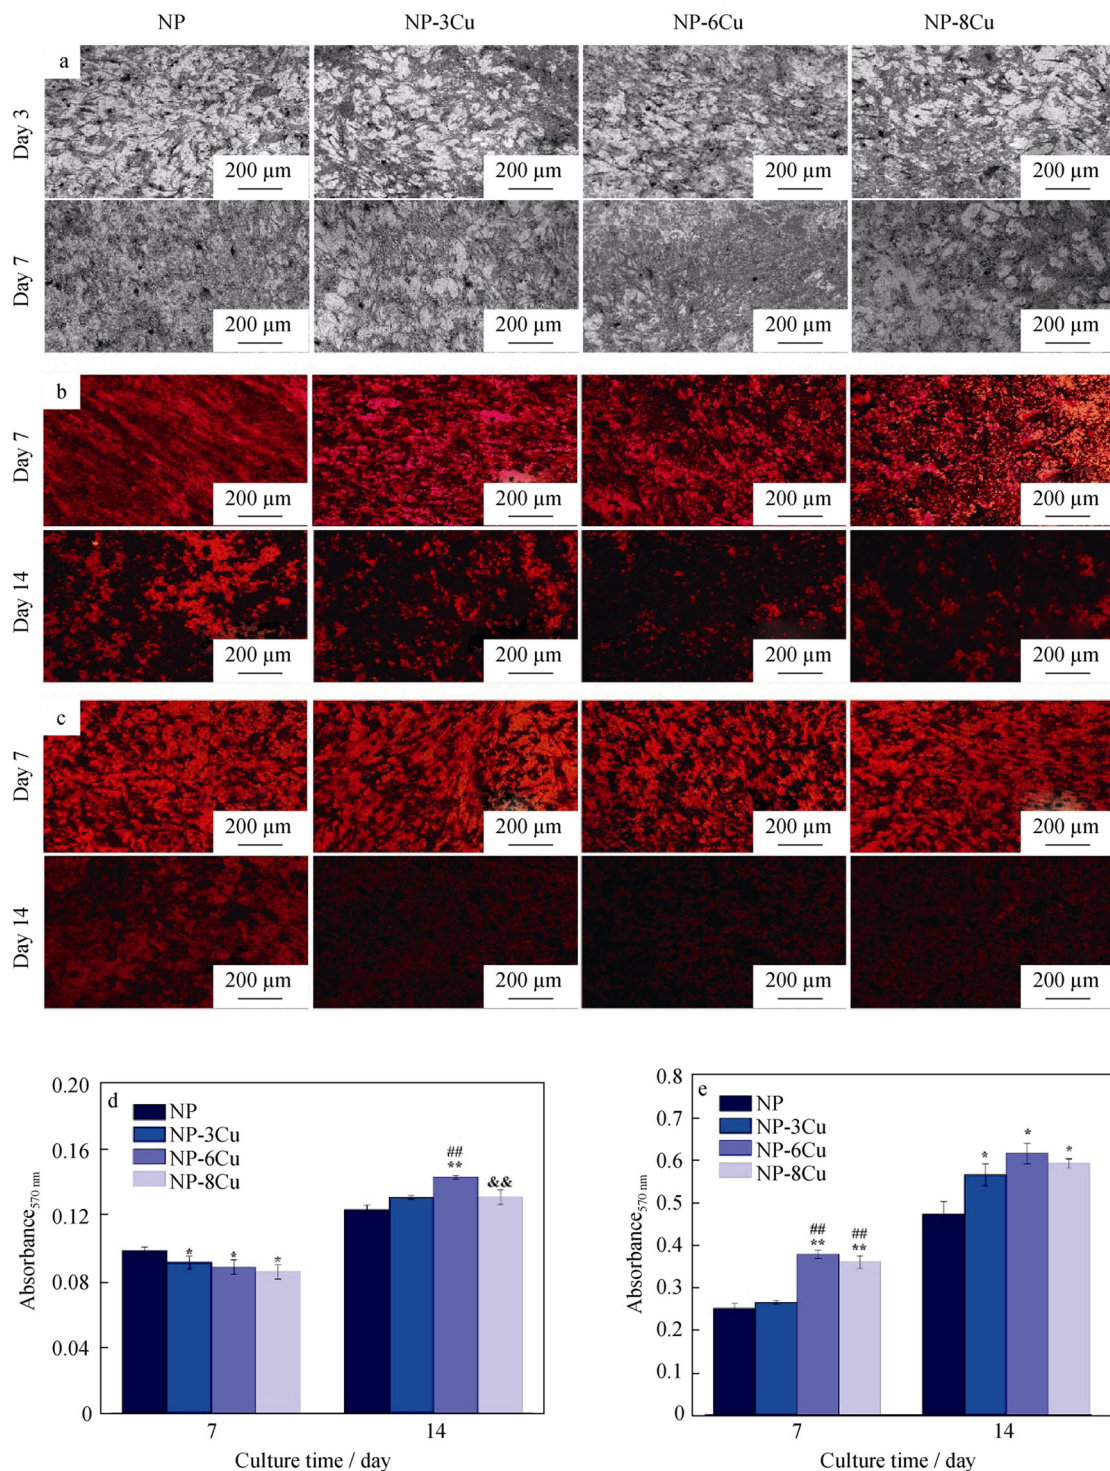 NP NP-3Cu NP-6Cu NP-8Cu
a
Day 3
200 µm 200 µm 200 µm 200 µm
Day 7
200 µm 200 µm 200 µm 200 µm
b
Day 7
200 µm 200 µm 200 µm 200 µm
Day 14
200 µm 200 µm 200 µm 200 µm
c
Day 7
200 µm 200 µm 200 µm 200 µm
Day 14
200 µm 200 µm 200 µm 200 µm
d
Absorbance570 nm
0.20
0.16
0.12
0.08
0.04
0
NP
NP-3Cu
NP-6Cu
NP-8Cu
* * *
##
**
&&
7 14
Culture time / day
e
Absorbance570 nm
0.8
0.7
0.6
0.5
0.4
0.3
0.2
0.1
0
NP
NP-3Cu
NP-6Cu
NP-8Cu
## ##
** **
* * *
7 14
Culture time / day